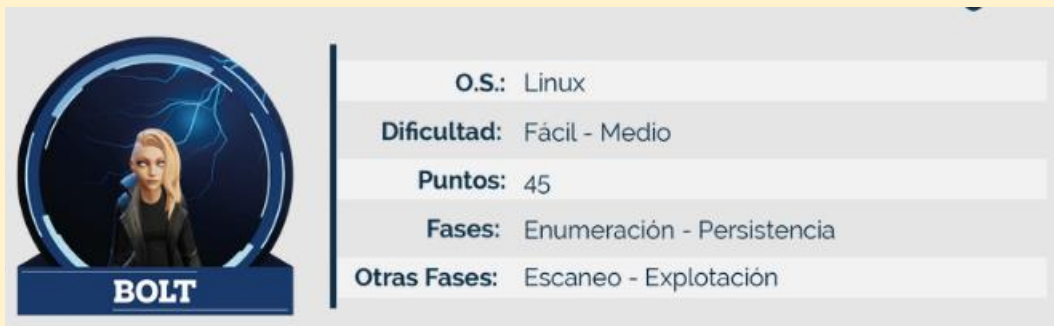 BOLT
O.S.: Linux
Dificultad: Fácil - Medio
Puntos: 45
Fases: Enumeración - Persistencia
Otras Fases: Escaneo - Explotación